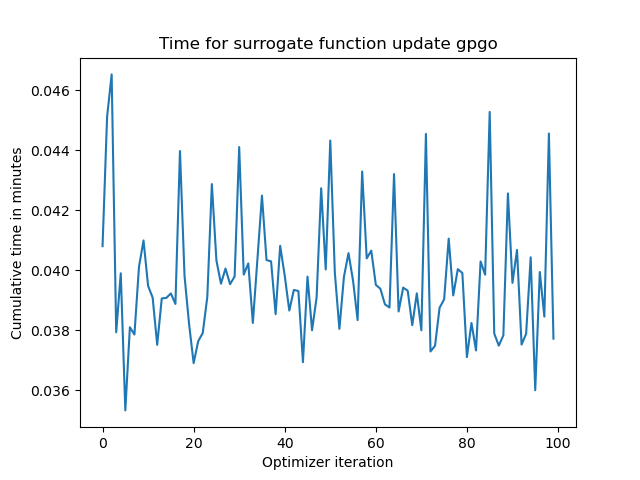 Time for surrogate function update gpgo
Cumulative time in minutes
0.046
0.044
0.042
0.040
0.038
0.036
0 20 40 60 80 100
Optimizer iteration